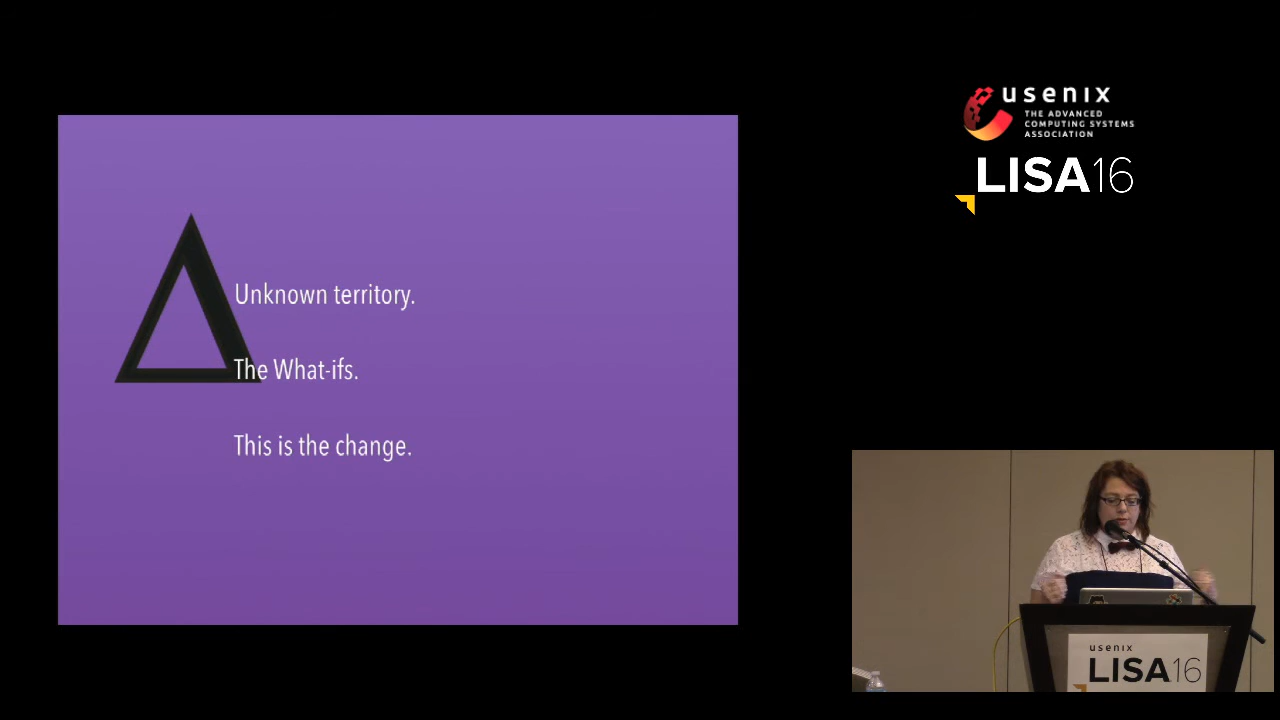 usenix
THE ADVANCED
COMPUTING SYSTEMS
ASSOCIATION
LISA16
Δ
Unknown territory.
The What-ifs.
This is the change.
usenix
LISA16